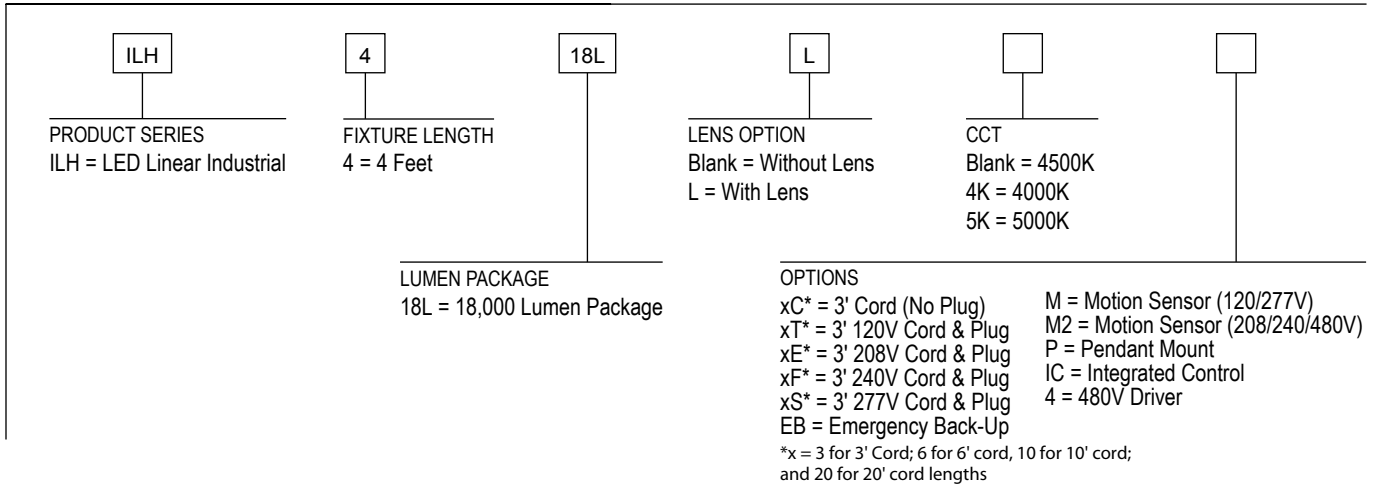 ILH
4
18L
L
PRODUCT SERIES
ILH = LED Linear Industrial
FIXTURE LENGTH
4 = 4 Feet
LENS OPTION
Blank = Without Lens
L = With Lens
CCT
Blank = 4500K
4K = 4000K
5K = 5000K
LUMEN PACKAGE
18L = 18,000 Lumen Package
OPTIONS
xC* = 3' Cord (No Plug)
xT* = 3' 120V Cord & Plug
xE* = 3' 208V Cord & Plug
xF* = 3' 240V Cord & Plug
xS* = 3' 277V Cord & Plug
EB = Emergency Back-Up
M = Motion Sensor (120/277V)
M2 = Motion Sensor (208/240/480V)
P = Pendant Mount
IC = Integrated Control
4 = 480V Driver
*x = 3 for 3' Cord; 6 for 6' cord, 10 for 10' cord;
and 20 for 20' cord lengths